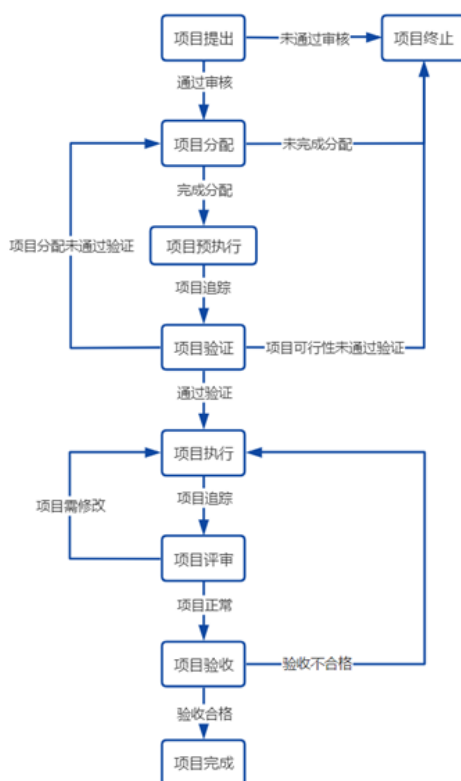 项目提出
未通过审核
项目终止
通过审核
项目分配
未完成分配
完成分配
项目分配未通过验证
项目预执行
项目追踪
项目验证
项目可行性未通过验证
通过验证
项目执行
项目追踪
项目需修改
项目评审
项目正常
项目验收
验收不合格
验收合格
项目完成